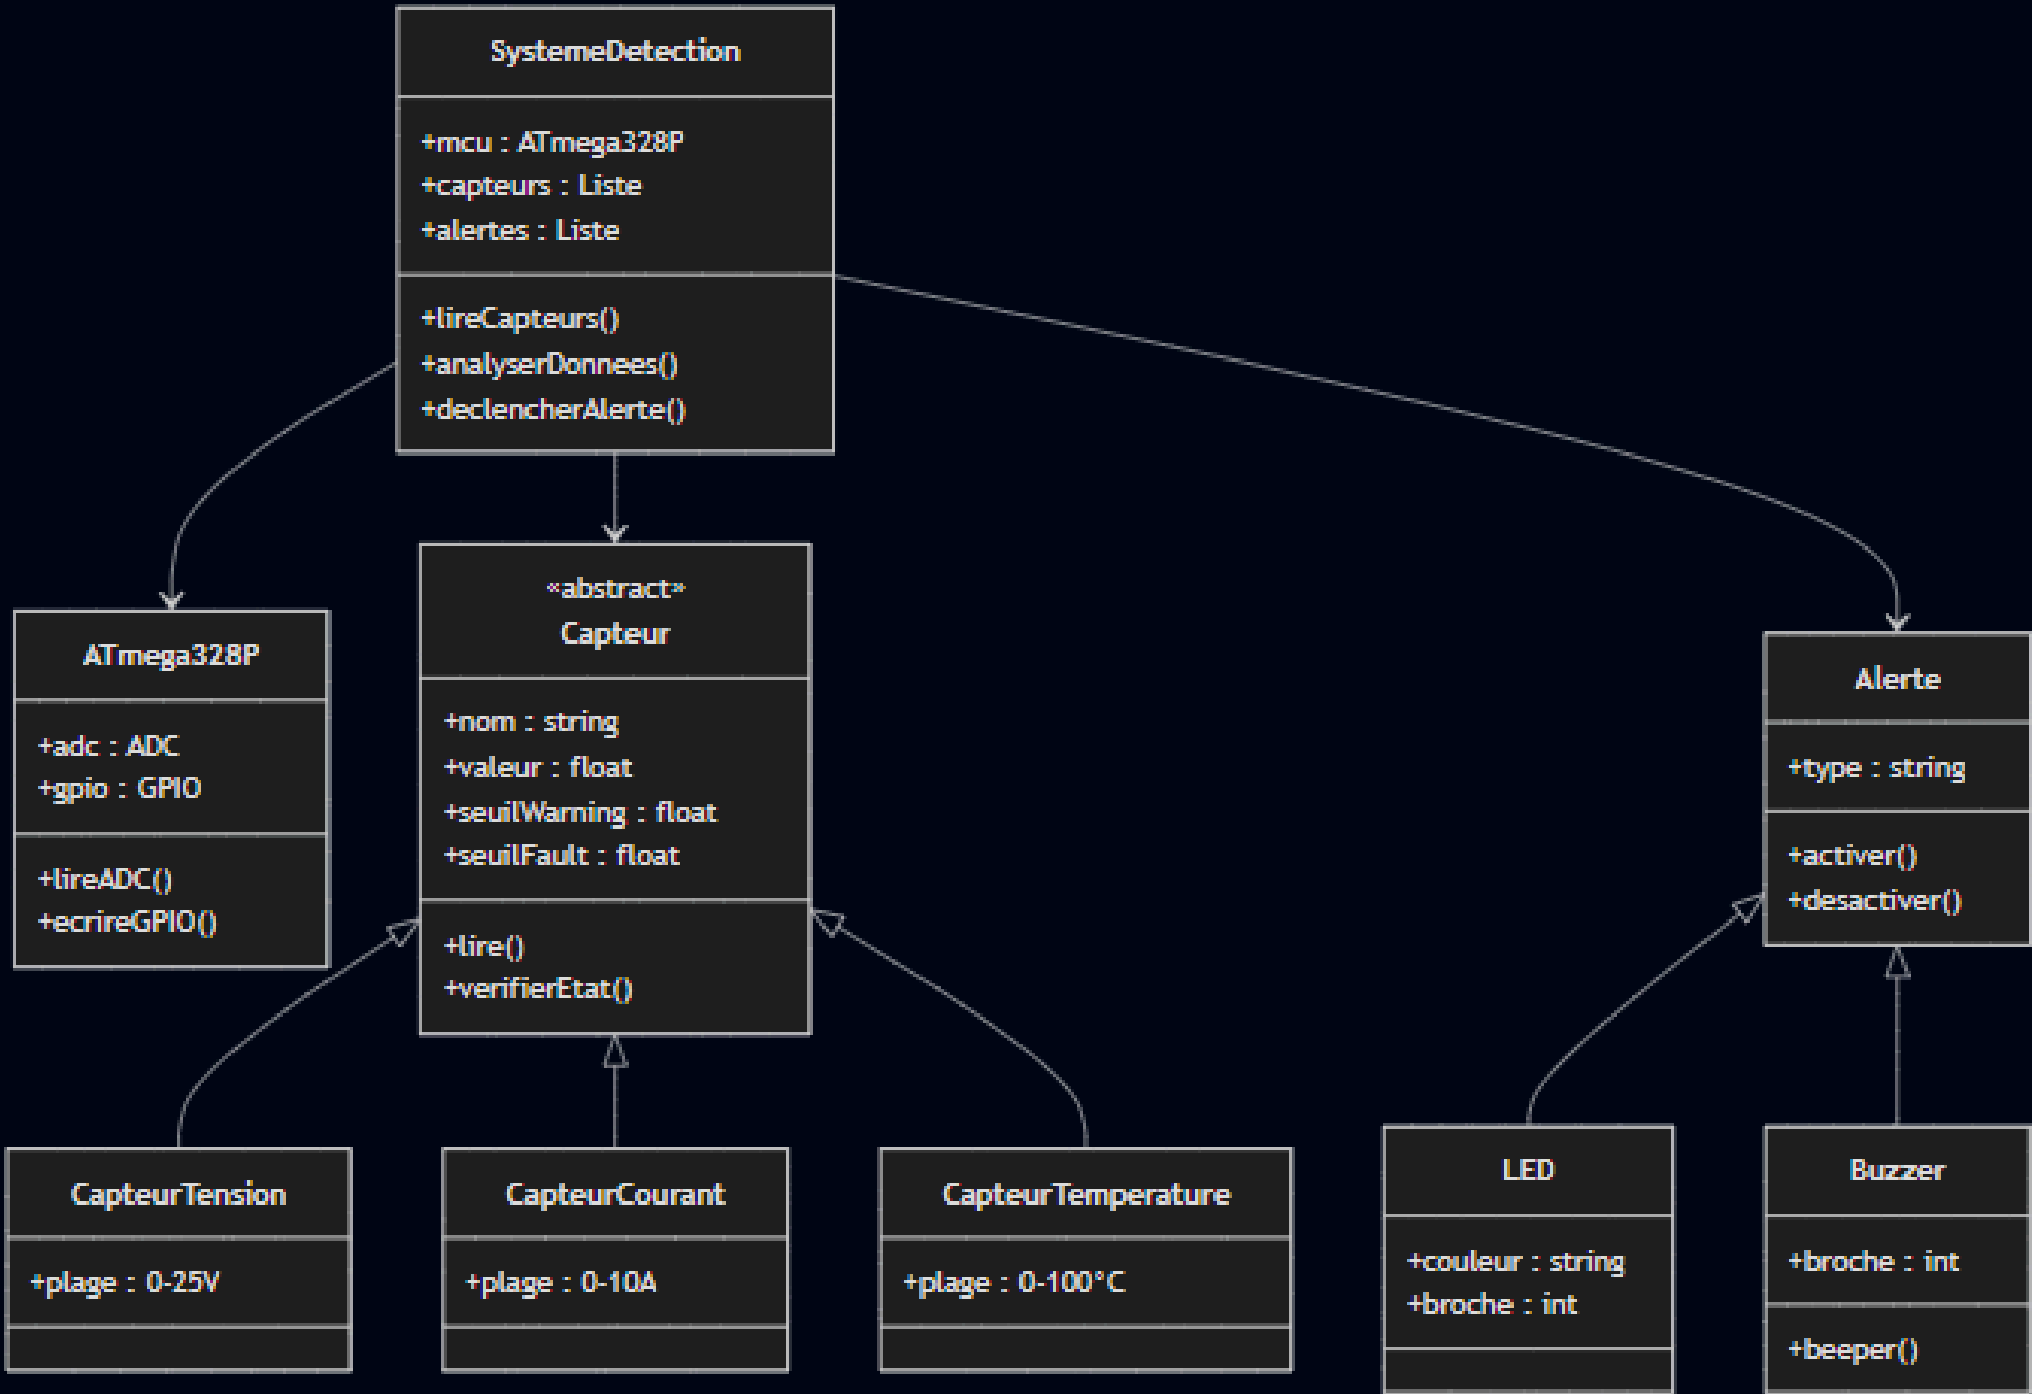 SystemeDetection
+mcu : ATmega328P
+capteurs : Liste
+alertes : Liste
+lireCapteurs()
+analyserDonnees()
+declencherAlerte()
ATmega328P
+adc : ADC
+gpio : GPIO
+lireADC()
+ecrireGPIO()
«abstract»
Capteur
+nom : string
+valeur : float
+seuilWarning : float
+seuilFault : float
+lire()
+verifierEtat()
Alerte
+type : string
+activer()
+desactiver()
CapteurTension
+plage : 0-25V
CapteurCourant
+plage : 0-10A
CapteurTemperature
+plage : 0-100°C
LED
+couleur : string
+broche : int
Buzzer
+broche : int
+beeper()